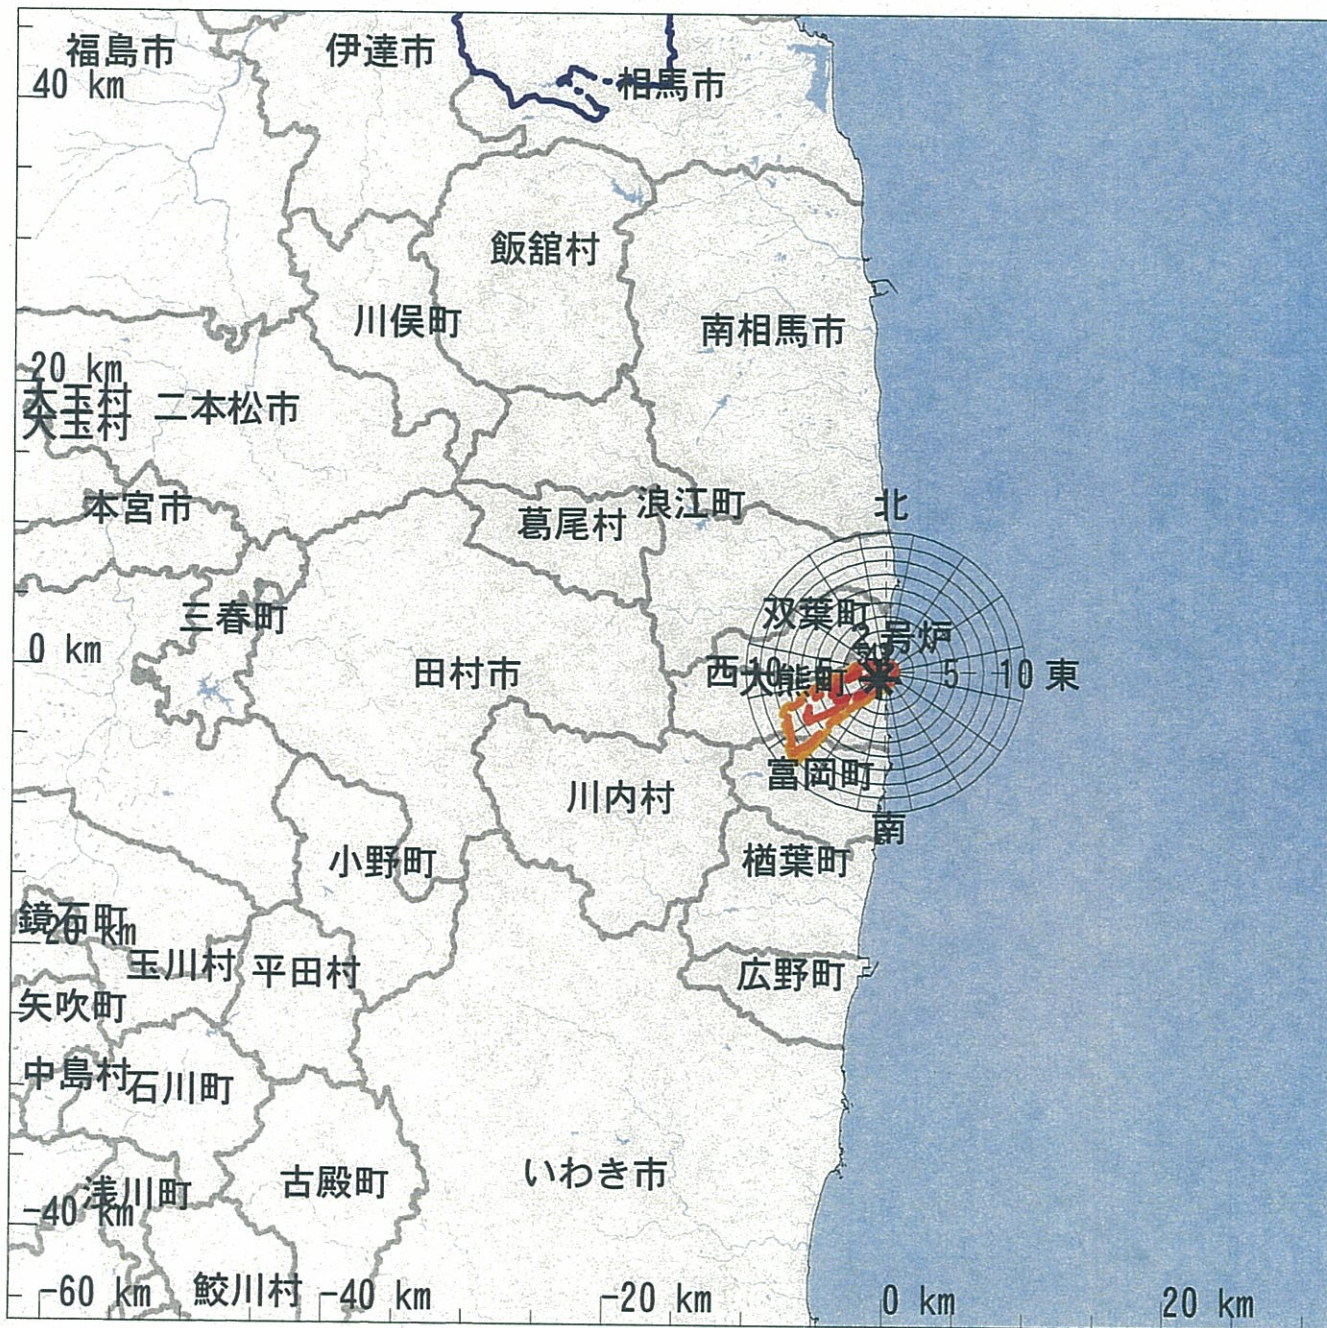 福島市
伊達市
40 km
相馬市
飯舘村
川俣町
南相馬市
20 km
大玉村
大玉村
二本松市
本宮市
葛尾村
浪江町
北
三春町
双葉町
2号炉
0 km
田村市
西
10
5
大熊町
5
10
東
富岡町
川内村
南
小野町
楢葉町
鏡石町
-20 km
玉川村
平田村
広野町
矢吹町
中島村
石川町
いわき市
古殿町
浅川町
-40 km
鮫川村
-60 km
-40 km
-20 km
0 km
20 km